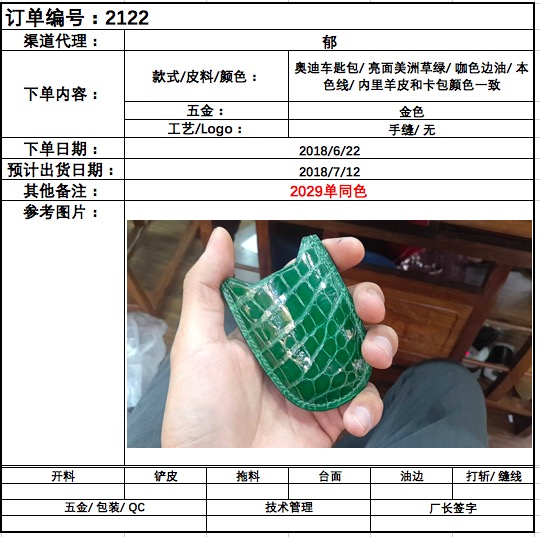 订单编号：2122
渠道代理： 郁
下单内容：
款式/皮料/颜色：
奥迪车匙包/ 亮面美洲草绿/ 咖色边油/ 本
色线/ 内里羊皮和卡包颜色一致
五金： 金色
工艺/Logo： 手缝/ 无
下单日期： 2018/6/22
预计出货日期： 2018/7/12
其他备注： 2029单同色
参考图片：
开料 铲皮 拖料 台面 油边 打斩/ 缝线
五金/ 包装/ QC 技术管理 厂长签字